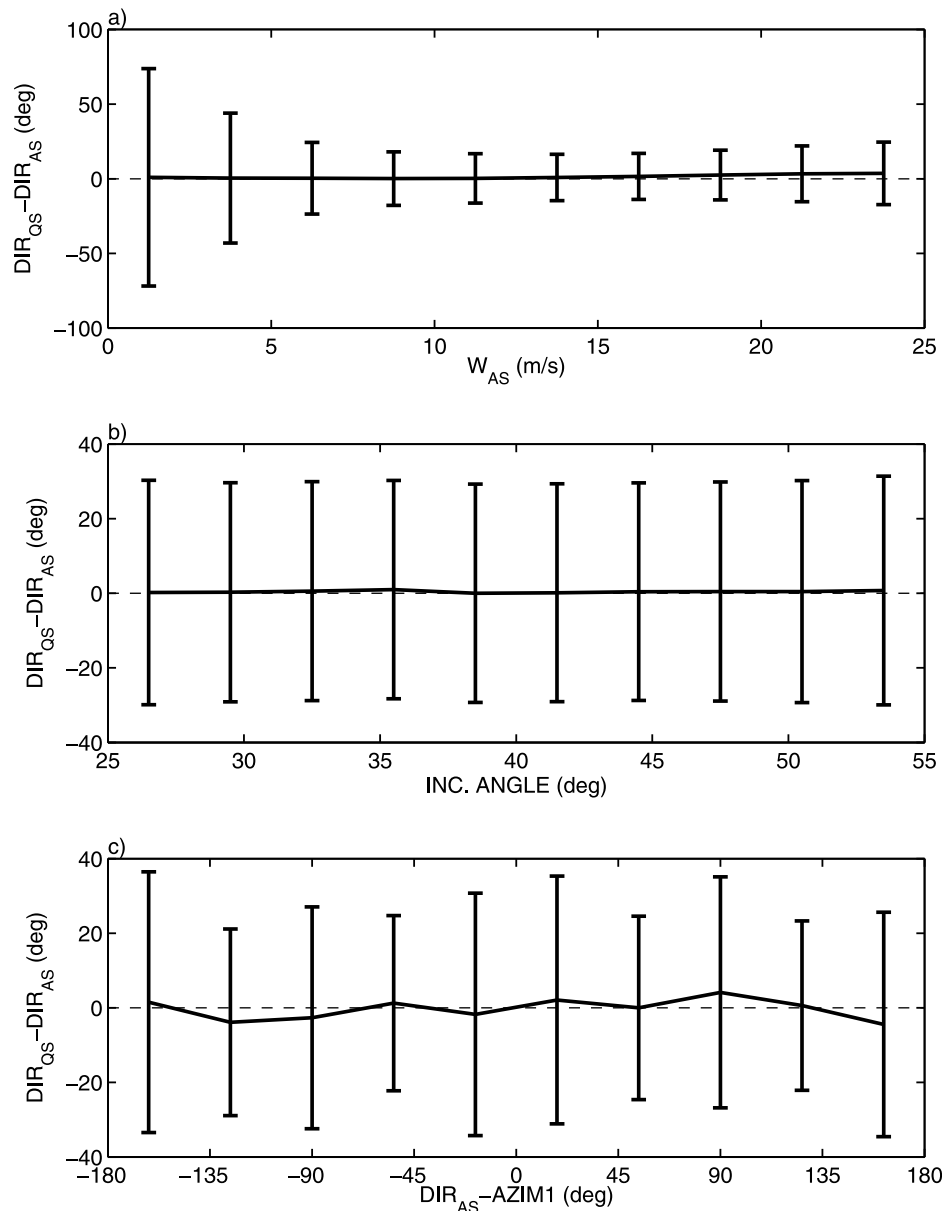 a)
100
50
0
−50
−100
DIR_QS−DIR_AS (deg)
0 5 10 15 20 25
W_AS (m/s)
b)
40
20
0
−20
−40
DIR_QS−DIR_AS (deg)
25 30 35 40 45 50 55
INC. ANGLE (deg)
c)
40
20
0
−20
−40
DIR_QS−DIR_AS (deg)
−180 −135 −90 −45 0 45 90 135 180
DIR_AS−AZIM1 (deg)